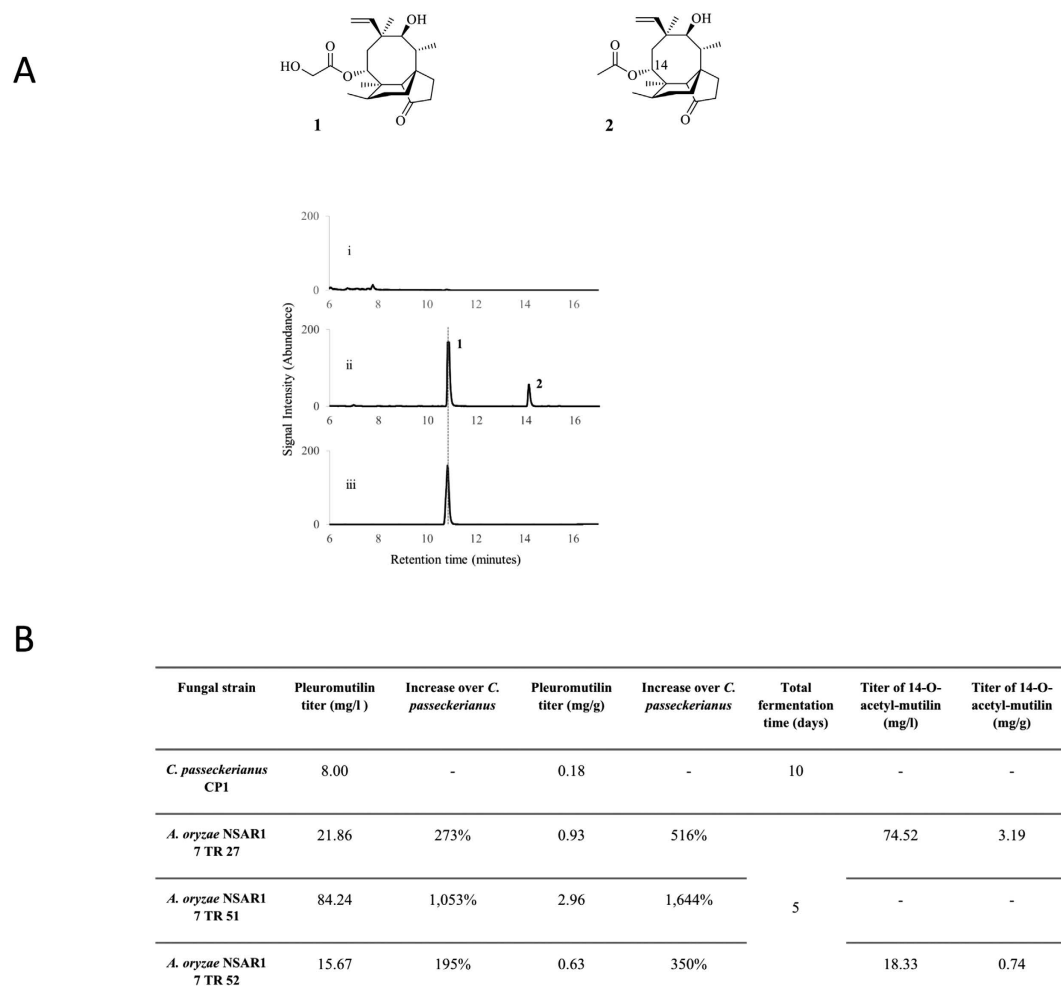 A
OH
HO
O
O
O
1
OH
O
O
14
O
2
Signal Intensity (Abundance)
200
i
0
6 8 10 12 14 16
200
ii
1
2
0
6 8 10 12 14 16
200
iii
0
6 8 10 12 14 16
Retention time (minutes)
B
Fungal strain
Pleuromutilin
titer (mg/l )
Increase over C.
passeckerianus
Pleuromutilin
titer (mg/g)
Increase over C.
passeckerianus
Total
fermentation
time (days)
Titer of 14-O-
acetyl-mutilin
(mg/l)
Titer of 14-O-
acetyl-mutilin
(mg/g)
C. passeckerianus
CP1
8.00 - 0.18 - 10 - -
A. oryzae NSAR1
7 TR 27
21.86 273% 0.93 516% 74.52 3.19
A. oryzae NSAR1
7 TR 51
84.24 1,053% 2.96 1,644% 5 - -
A. oryzae NSAR1
7 TR 52
15.67 195% 0.63 350% 18.33 0.74